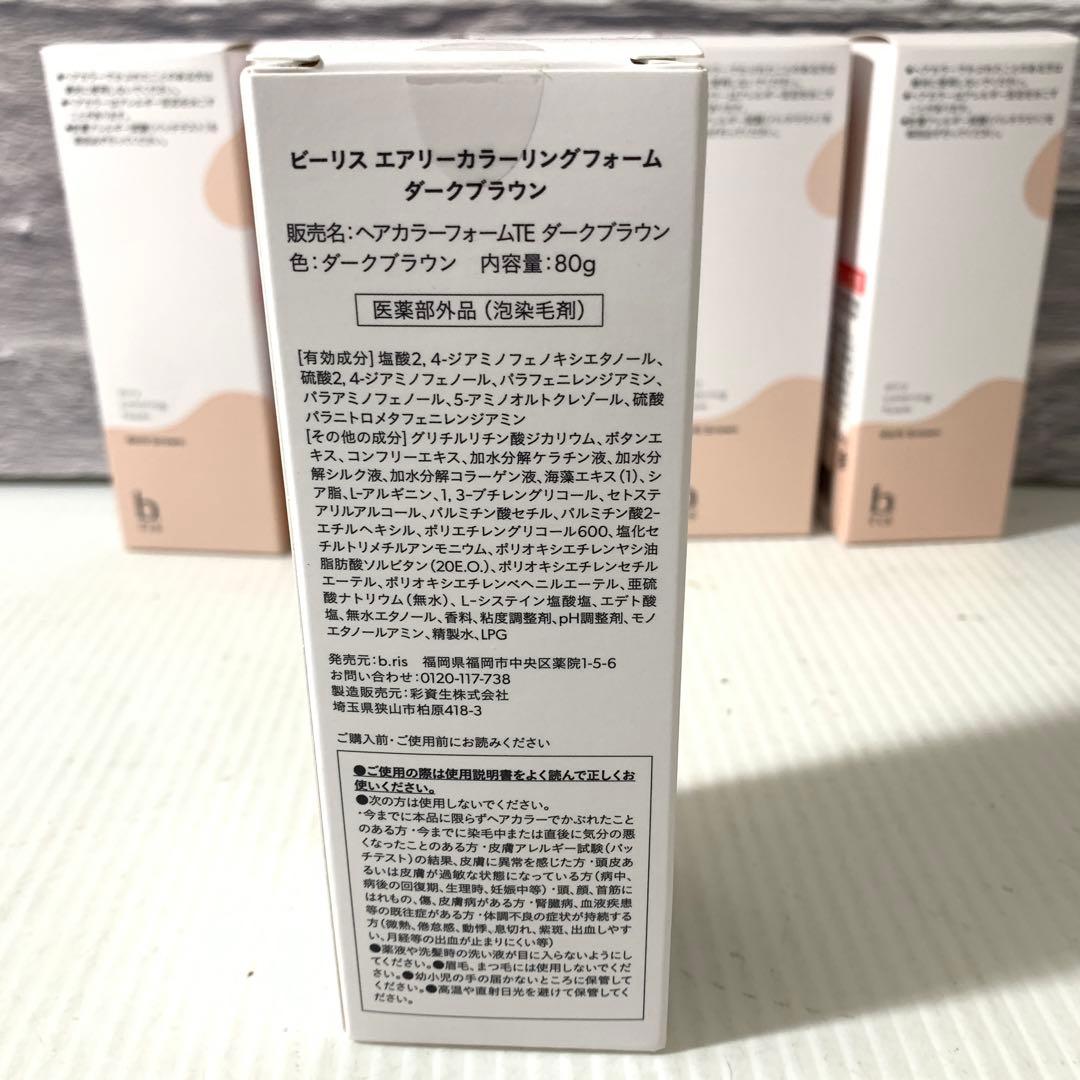 ビーリス エアリーカラーリングフォーム
ダークブラウン
販売名：ヘアカラーフォームTE ダークブラウン
色：ダークブラウン　内容量：80g
医薬部外品（泡染毛剤）
[有効成分] 塩酸2，4-ジアミノフェノキシエタノール、
硫酸2，4-ジアミノフェノール、パラフェニレンジアミン、
パラアミノフェノール、5-アミノオルトクレゾール、硫酸
パラニトロメタフェニレンジアミン
[その他の成分] グリチルリチン酸ジカリウム、ボタンエ
キス、コンフリーエキス、加水分解ケラチン液、加水分
解シルク液、加水分解コラーゲン液、海藻エキス（1）、シ
ア脂、L-アルギニン、1，3-ブチレングリコール、セトステ
アリルアルコール、パルミチン酸セチル、パルミチン酸2-
エチルヘキシル、ポリエチレングリコール600、塩化セ
チルトリメチルアンモニウム、ポリオキシエチレンヤシ油
脂肪酸ソルビタン（20E.O.）、ポリオキシエチレンセチル
エーテル、ポリオキシエチレンベヘニルエーテル、亜硫
酸ナトリウム（無水）、L-システイン塩酸塩、エデト酸
塩、無水エタノール、香料、粘度調整剤、pH調整剤、モノ
エタノールアミン、精製水、LPG
発売元：b.ris　福岡県福岡市中央区薬院1-5-6
お問い合わせ：0120-117-738
製造販売元：彩資生株式会社
埼玉県狭山市柏原418-3
ご購入前・ご使用前にお読みください
●ご使用の際は使用説明書をよく読んで正しくお
使いください。
●次の方は使用しないでください。
・今までに本品に限らずヘアカラーでかぶれたこと
のある方・今までに染毛中または直後に気分の悪
くなったことのある方・皮膚アレルギー試験（パッ
チテスト）の結果、皮膚に異常を感じた方・頭皮あ
るいは皮膚が過敏な状態になっている方（病中、
病後の回復期、生理時、妊娠中等）・頭、顔、首筋に
はれもの、傷、皮膚病がある方・腎臓病、血液疾患
等の既往症がある方・体調不良の症状が持続する
方（微熱、倦怠感、動悸、息切れ、紫斑、出血しやす
い、月経等の出血が止まりにくい等）
●薬液や洗髪時の洗い液が目に入らないようにし
てください。●眉毛、まつ毛には使用しないでくだ
さい。●幼小児の手の届かないところに保管して
ください。●高温や直射日光を避けて保管してく
ださい。
b